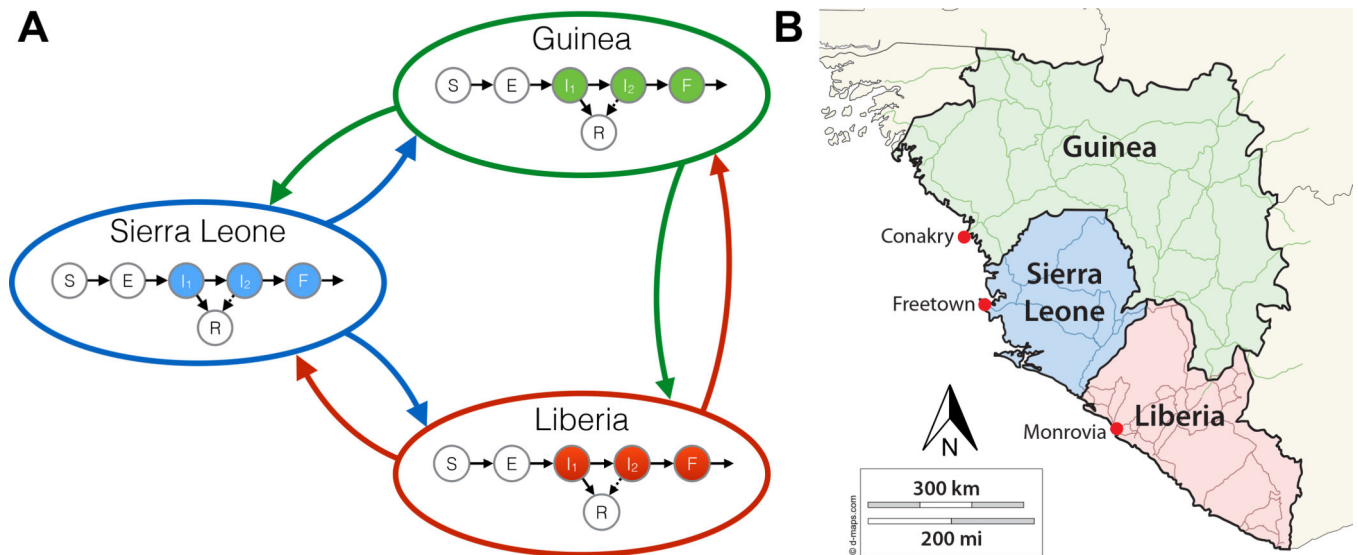 A
Guinea
S E I₁ I₂ F
R
Sierra Leone
S E I₁ I₂ F
R
Liberia
S E I₁ I₂ F
R
B
Guinea
Conakry
Sierra
Leone
Freetown
Liberia
Monrovia
N
300 km
200 mi
© d-maps.com